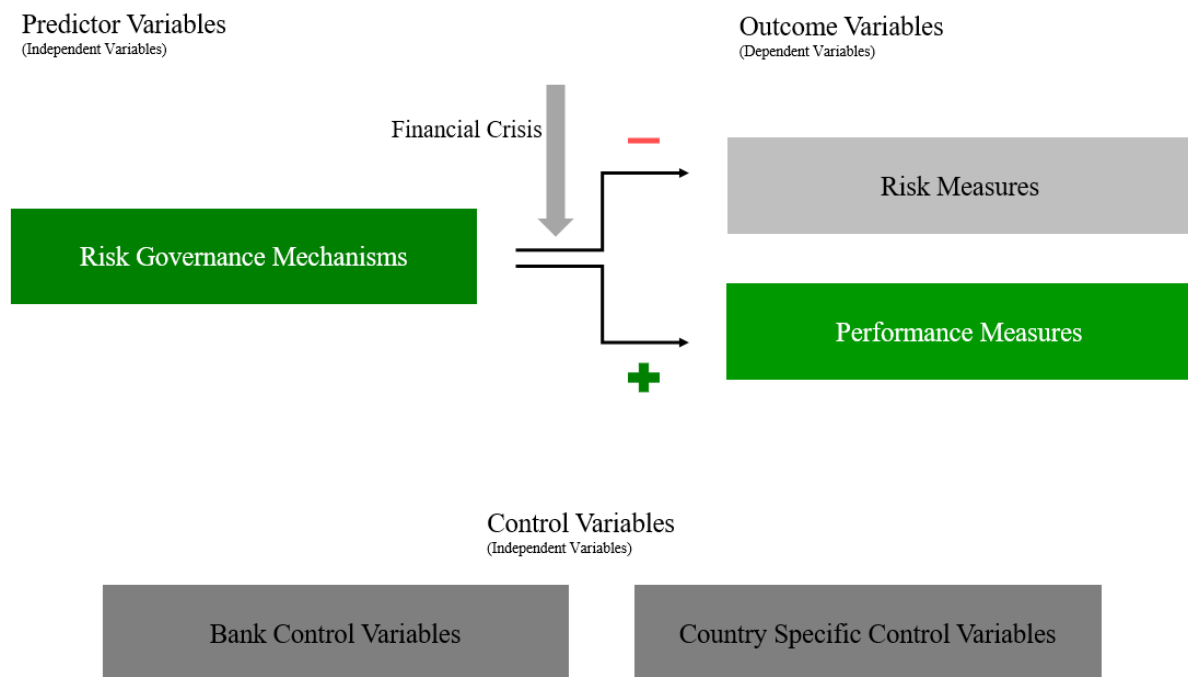 Predictor Variables
(Independent Variables)
Outcome Variables
(Dependent Variables)
Financial Crisis
Risk Measures
Risk Governance Mechanisms
Performance Measures
Control Variables
(Independent Variables)
Bank Control Variables
Country Specific Control Variables